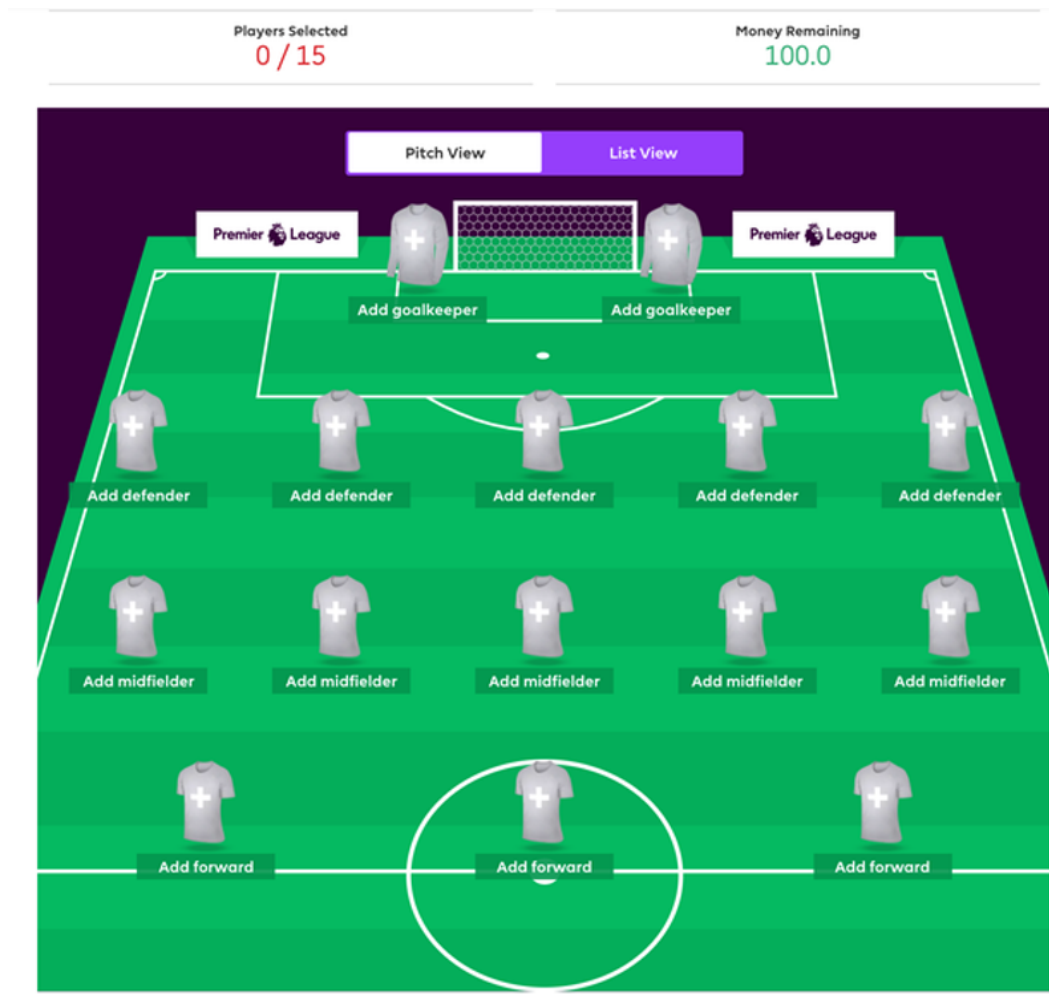 Players Selected
0 / 15
Money Remaining
100.0
Pitch View
List View
Premier League
Premier League
Add goalkeeper
Add goalkeeper
Add defender
Add defender
Add defender
Add defender
Add defender
Add midfielder
Add midfielder
Add midfielder
Add midfielder
Add midfielder
Add forward
Add forward
Add forward